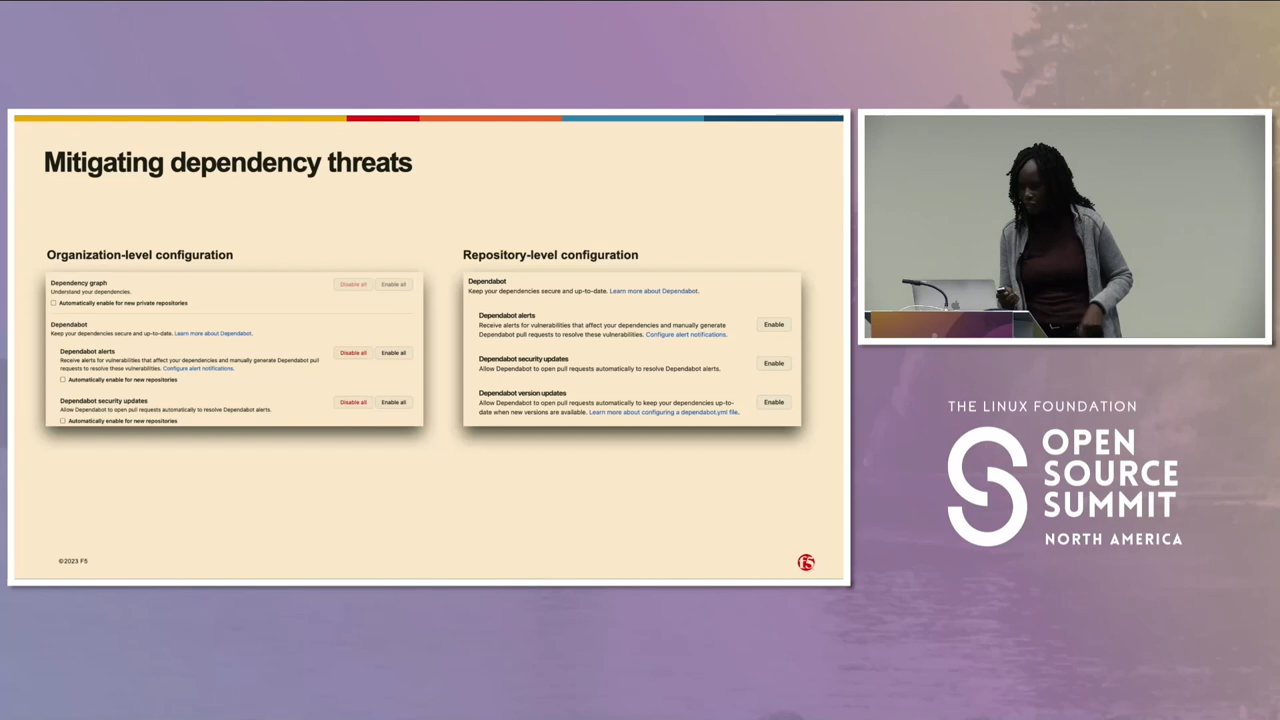 Mitigating dependency threats
Organization-level configuration
Dependency graph
Understand your dependencies.
Disable all
Enable all
Automatically enable for new private repositories
Dependabot
Keep your dependencies secure and up-to-date. Learn more about Dependabot.
Dependabot alerts
Receive alerts for vulnerabilities that affect your dependencies and manually generate Dependabot pull
requests to resolve these vulnerabilities. Configure alert notifications.
Disable all
Enable all
Automatically enable for new repositories
Dependabot security updates
Allow Dependabot to open pull requests automatically to resolve Dependabot alerts.
Disable all
Enable all
Automatically enable for new repositories
Repository-level configuration
Dependabot
Keep your dependencies secure and up-to-date. Learn more about Dependabot.
Dependabot alerts
Receive alerts for vulnerabilities that affect your dependencies and manually generate
Dependabot pull requests to resolve these vulnerabilities. Configure alert notifications.
Enable
Dependabot security updates
Allow Dependabot to open pull requests automatically to resolve Dependabot alerts.
Enable
Dependabot version updates
Allow Dependabot to open pull requests automatically to keep your dependencies up-to-
date when new versions are available. Learn more about configuring a dependabot.yml file.
Enable
©2023 F5
F5
THE LINUX FOUNDATION
OPEN
SOURCE
SUMMIT
NORTH AMERICA